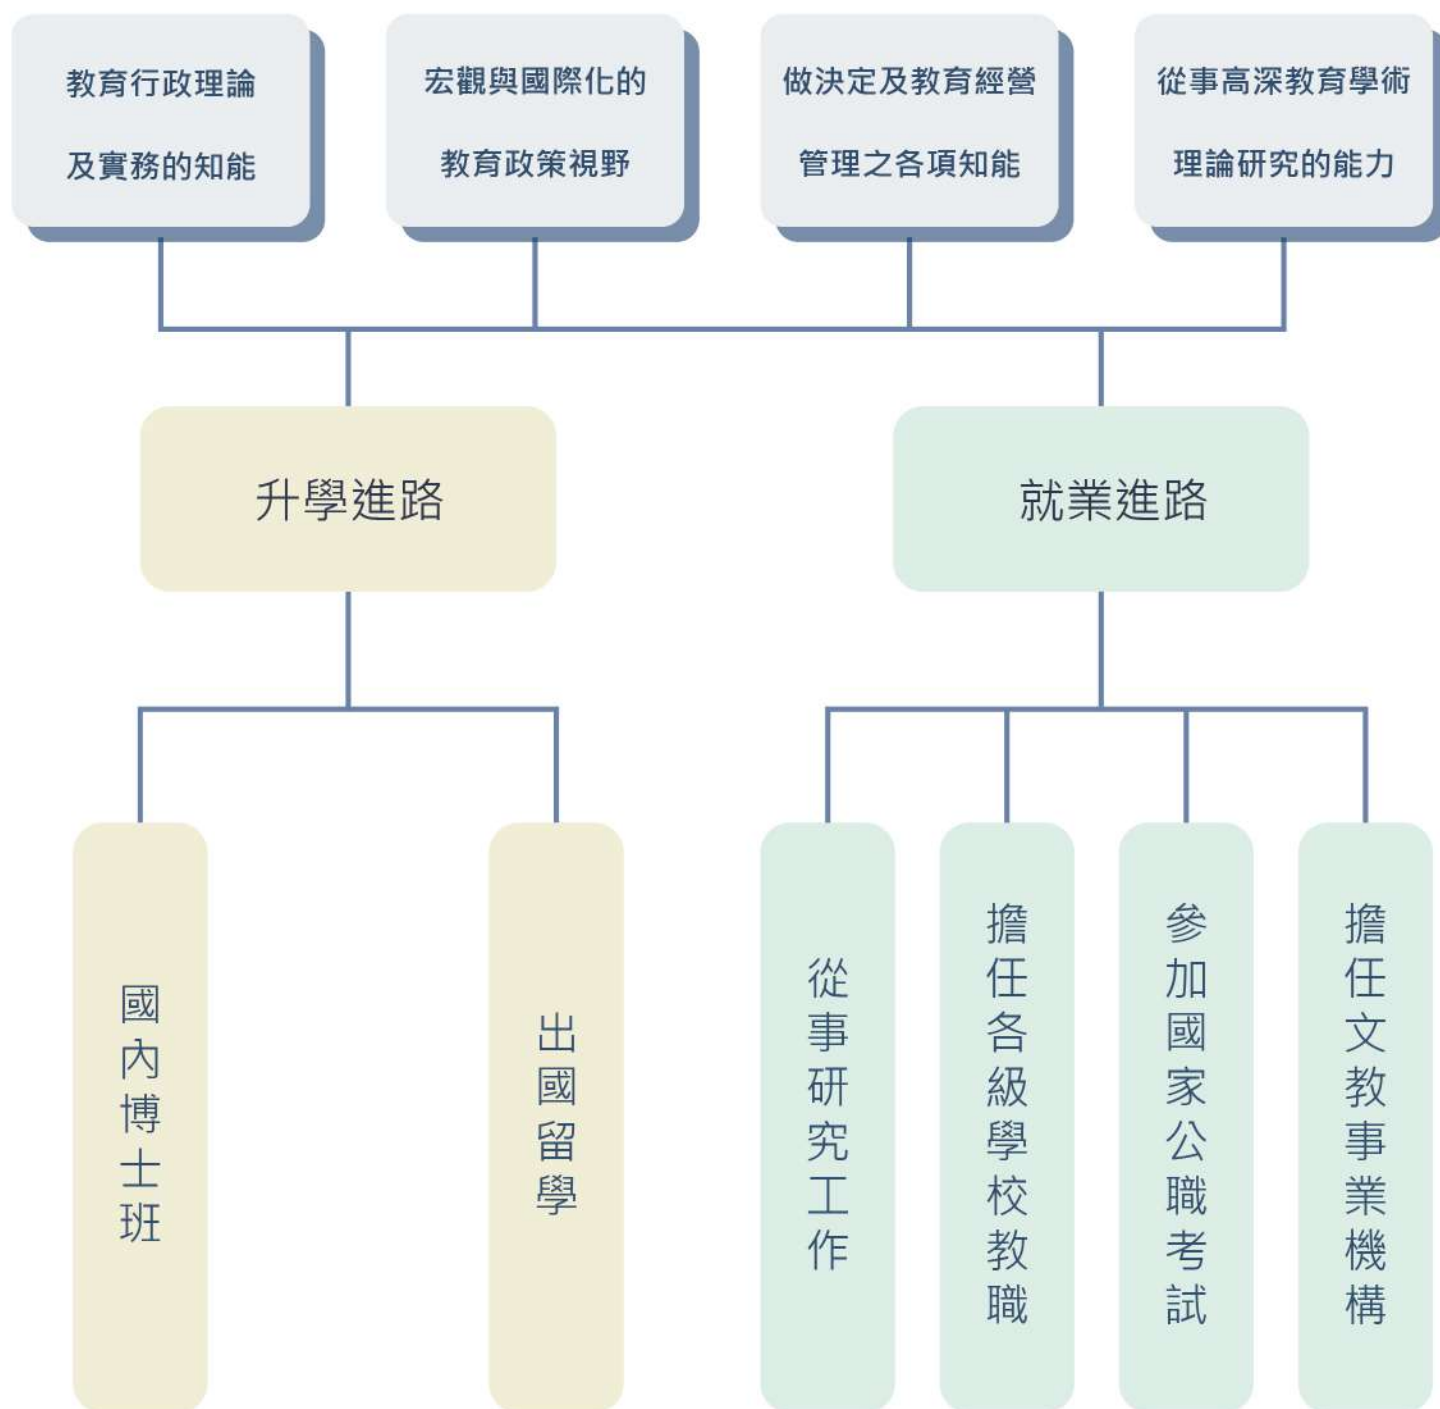 教育行政理論
及實務的知能
宏觀與國際化的
教育政策視野
做決定及教育經營
管理之各項知能
從事高深教育學術
理論研究的能力
升學進路
就業進路
國內博士班
出國留學
從事研究工作
擔任各級學校教職
參加國家公職考試
擔任文教事業機構